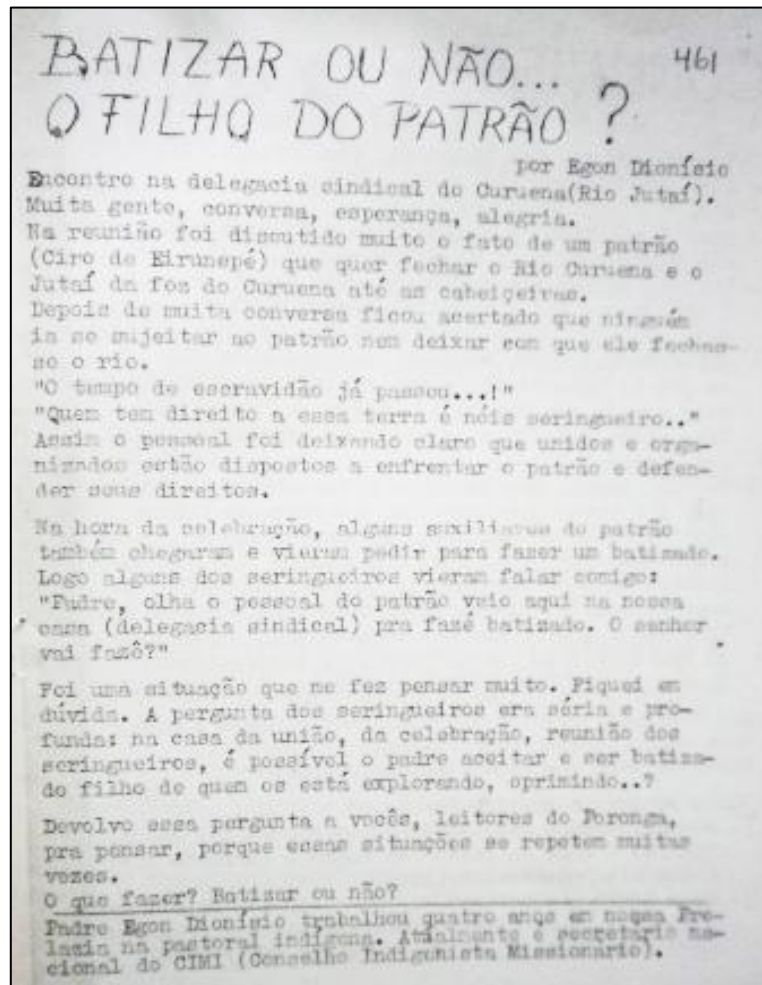 BATIZAR OU NÃO... 461
O FILHO DO PATRÃO ?
por Egon Dionísio
Encontro na delegacia sindical do Curuena(Rio Jutaí).
Muita gente, conversa, esperança, alegria.
Na reunião foi discutido muito o fato de um patrão
(Ciro de Eirunepé) que quer fechar o Rio Curuena e o
Jutaí da foz do Curuena até as cabeiçeiras.
Depois de muita conversa ficou acertado que ninguém
ia se sujeitar ao patrão nem deixar com que ele fechas-
se o rio.
"O tempo de escravidão já passou...!"
"Quem tem direito a essa terra é nóis seringueiro.."
Assim o pessoal foi deixando claro que unidos e orga-
nizados estão dispostos a enfrentar o patrão e defen-
der seus direitos.
Na hora da celebração, alguns auxiliares do patrão
também chegaram e vieram pedir para fazer um batizado.
Logo alguns dos seringueiros vieram falar comigo:
"Padre, olha o pessoal do patrão veio aqui na nossa
casa (delegacia sindical) pra fazê batizado. O senhor
vai fazê?"
Foi uma situação que me fez pensar muito. Fiquei em
dúvida. A pergunta dos seringueiros era séria e pro-
funda: na casa da união, da celebração, reunião dos
seringueiros, é possível o padre aceitar e ser batiza-
do filho de quem os está explorando, oprimindo..?
Devolvo essa pergunta a vocês, leitores do Poronga,
pra pensar, porque essas situações se repetem muitas
vezes.
O que fazer? Batizar ou não?
Padre Egon Dionísio trabalhou quatro anos em nossa Pre-
lazia na pastoral indígena. Atualmente é secretário na-
cional do CIMI (Conselho Indigenista Missionário).